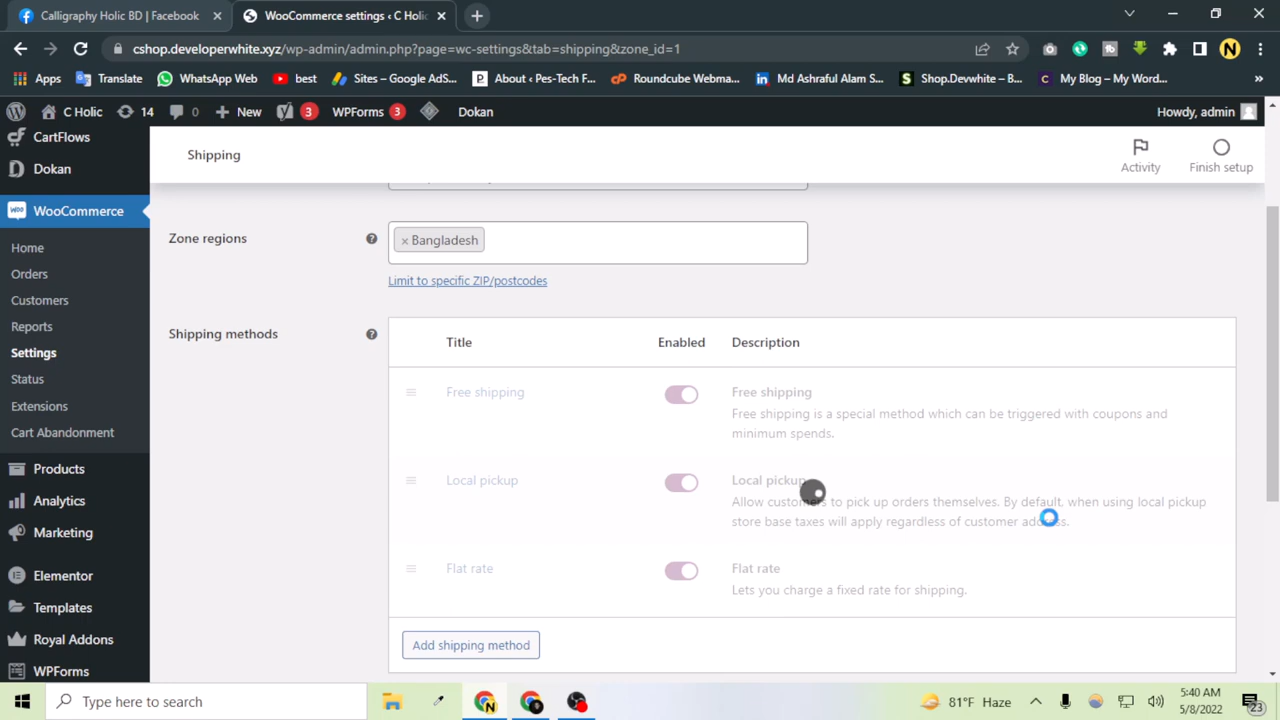 Calligraphy Holic BD | Facebook
WooCommerce settings ‹ C Holic
cshop.developerwhite.xyz/wp-admin/admin.php?page=wc-settings&tab=shipping&zone_id=1
Apps
Translate
WhatsApp Web
best
Sites – Google AdS...
About ‹ Pes-Tech F...
Roundcube Webma...
Md Ashraful Alam S...
Shop.Devwhite – B...
My Blog – My Wor...
»
C Holic
14
0
New
3
WPForms
3
Dokan
Howdy, admin
CartFlows
Dokan
WooCommerce
Home
Orders
Customers
Reports
Settings
Status
Extensions
Cart Abandonment
Products
Analytics
Marketing
Elementor
Templates
Royal Addons
WPForms
Shipping
Activity
Finish setup
Zone regions
× Bangladesh
Limit to specific ZIP/postcodes
Shipping methods
Title Enabled Description
Free shipping
Free shipping
Free shipping is a special method which can be triggered with coupons and
minimum spends.
Local pickup
Local pickup
Allow customers to pick up orders themselves. By default, when using local pickup
store base taxes will apply regardless of customer address.
Flat rate
Flat rate
Lets you charge a fixed rate for shipping.
Add shipping method
Type here to search
81°F Haze
5:40 AM
5/8/2022
23